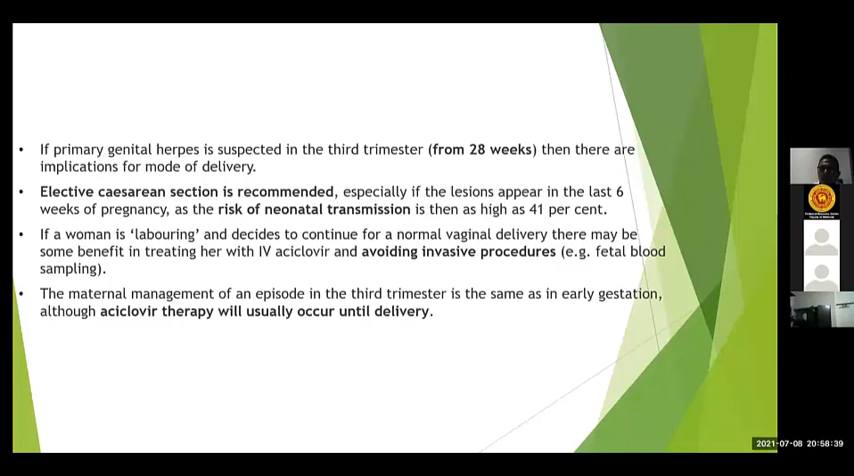 • If primary genital herpes is suspected in the third trimester (from 28 weeks) then there are
implications for mode of delivery.
• Elective caesarean section is recommended, especially if the lesions appear in the last 6
weeks of pregnancy, as the risk of neonatal transmission is then as high as 41 per cent.
• If a woman is ‘labouring’ and decides to continue for a normal vaginal delivery there may be
some benefit in treating her with IV aciclovir and avoiding invasive procedures (e.g. fetal blood
sampling).
• The maternal management of an episode in the third trimester is the same as in early gestation,
although aciclovir therapy will usually occur until delivery.
2021-07-08 20:58:39